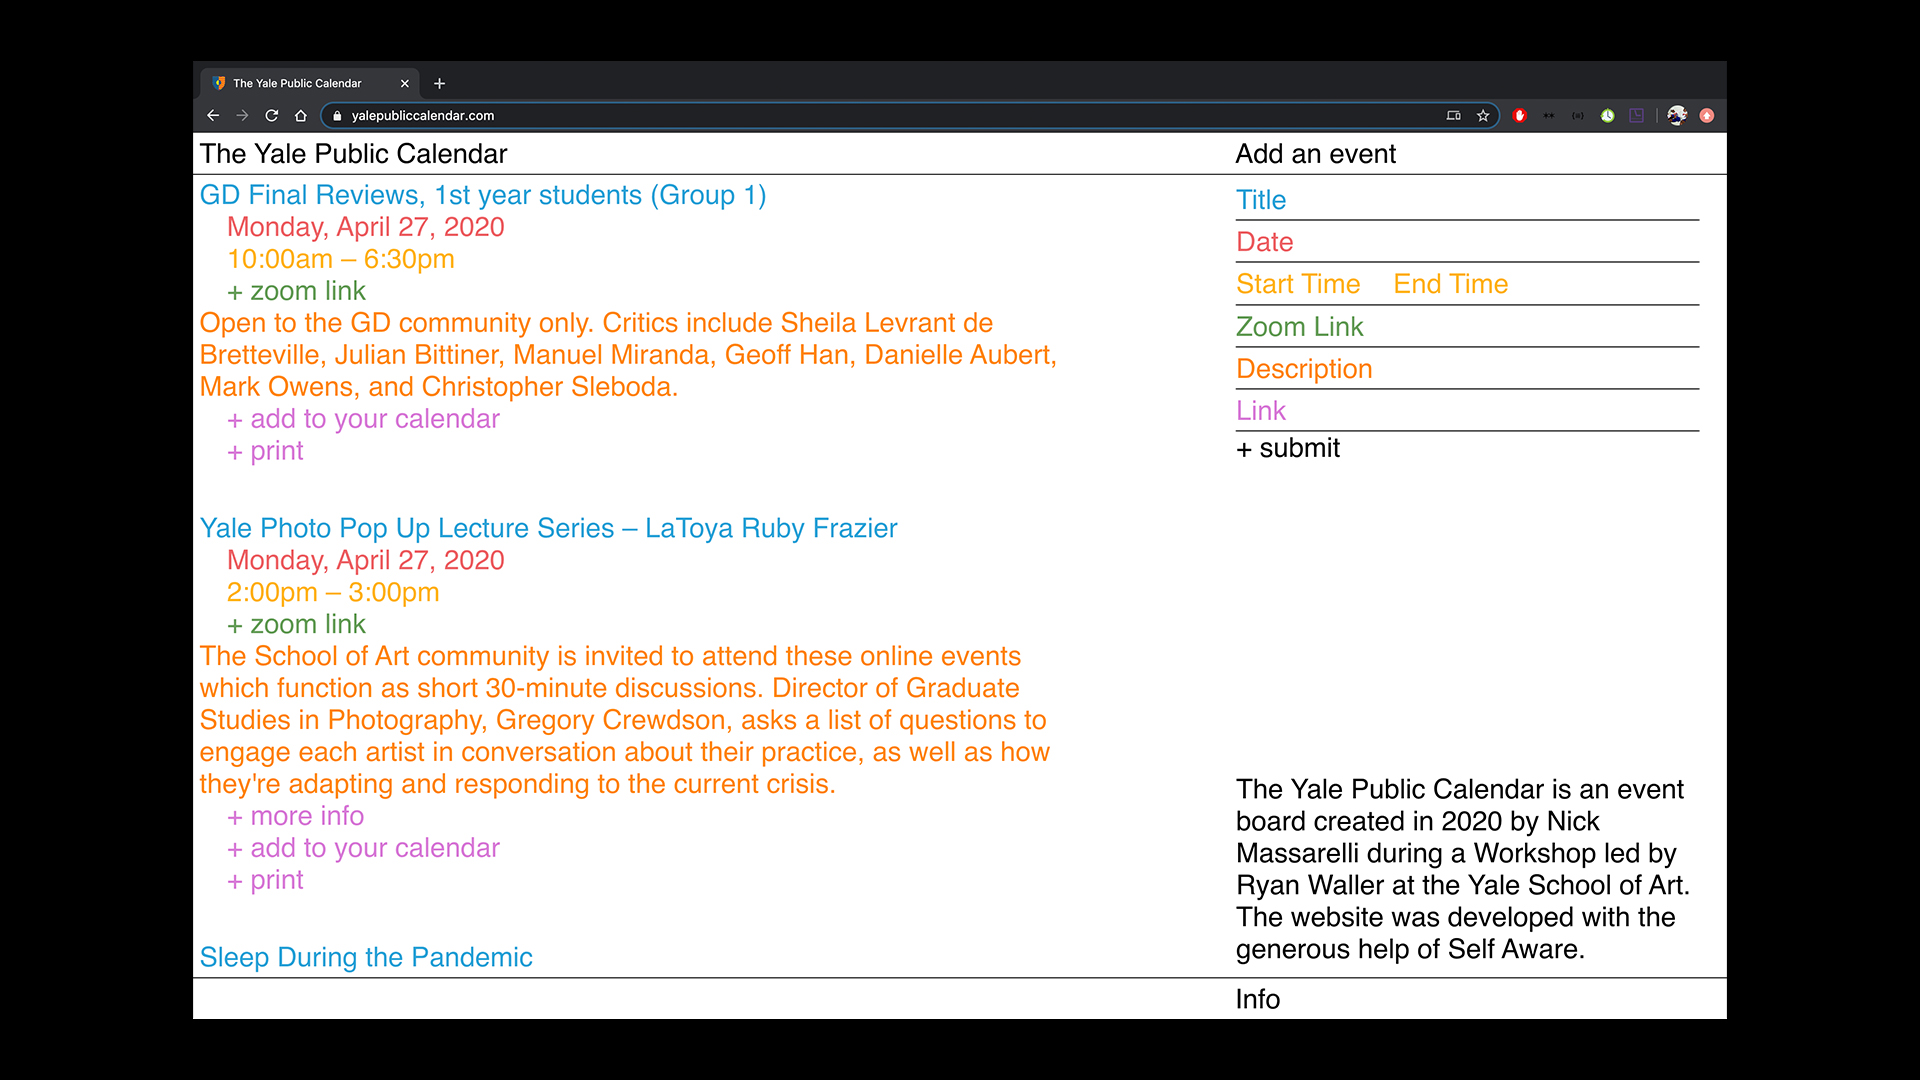 The Yale Public Calendar
yalepubliccalendar.com
The Yale Public Calendar
GD Final Reviews, 1st year students (Group 1)
Monday, April 27, 2020
10:00am – 6:30pm
+ zoom link
Open to the GD community only. Critics include Sheila Levrant de
Bretteville, Julian Bittiner, Manuel Miranda, Geoff Han, Danielle Aubert,
Mark Owens, and Christopher Sleboda.
+ add to your calendar
+ print
Yale Photo Pop Up Lecture Series – LaToya Ruby Frazier
Monday, April 27, 2020
2:00pm – 3:00pm
+ zoom link
The School of Art community is invited to attend these online events
which function as short 30-minute discussions. Director of Graduate
Studies in Photography, Gregory Crewdson, asks a list of questions to
engage each artist in conversation about their practice, as well as how
they're adapting and responding to the current crisis.
+ more info
+ add to your calendar
+ print
Sleep During the Pandemic
Add an event
Title
Date
Start Time End Time
Zoom Link
Description
Link
+ submit
The Yale Public Calendar is an event
board created in 2020 by Nick
Massarelli during a Workshop led by
Ryan Waller at the Yale School of Art.
The website was developed with the
generous help of Self Aware.
Info